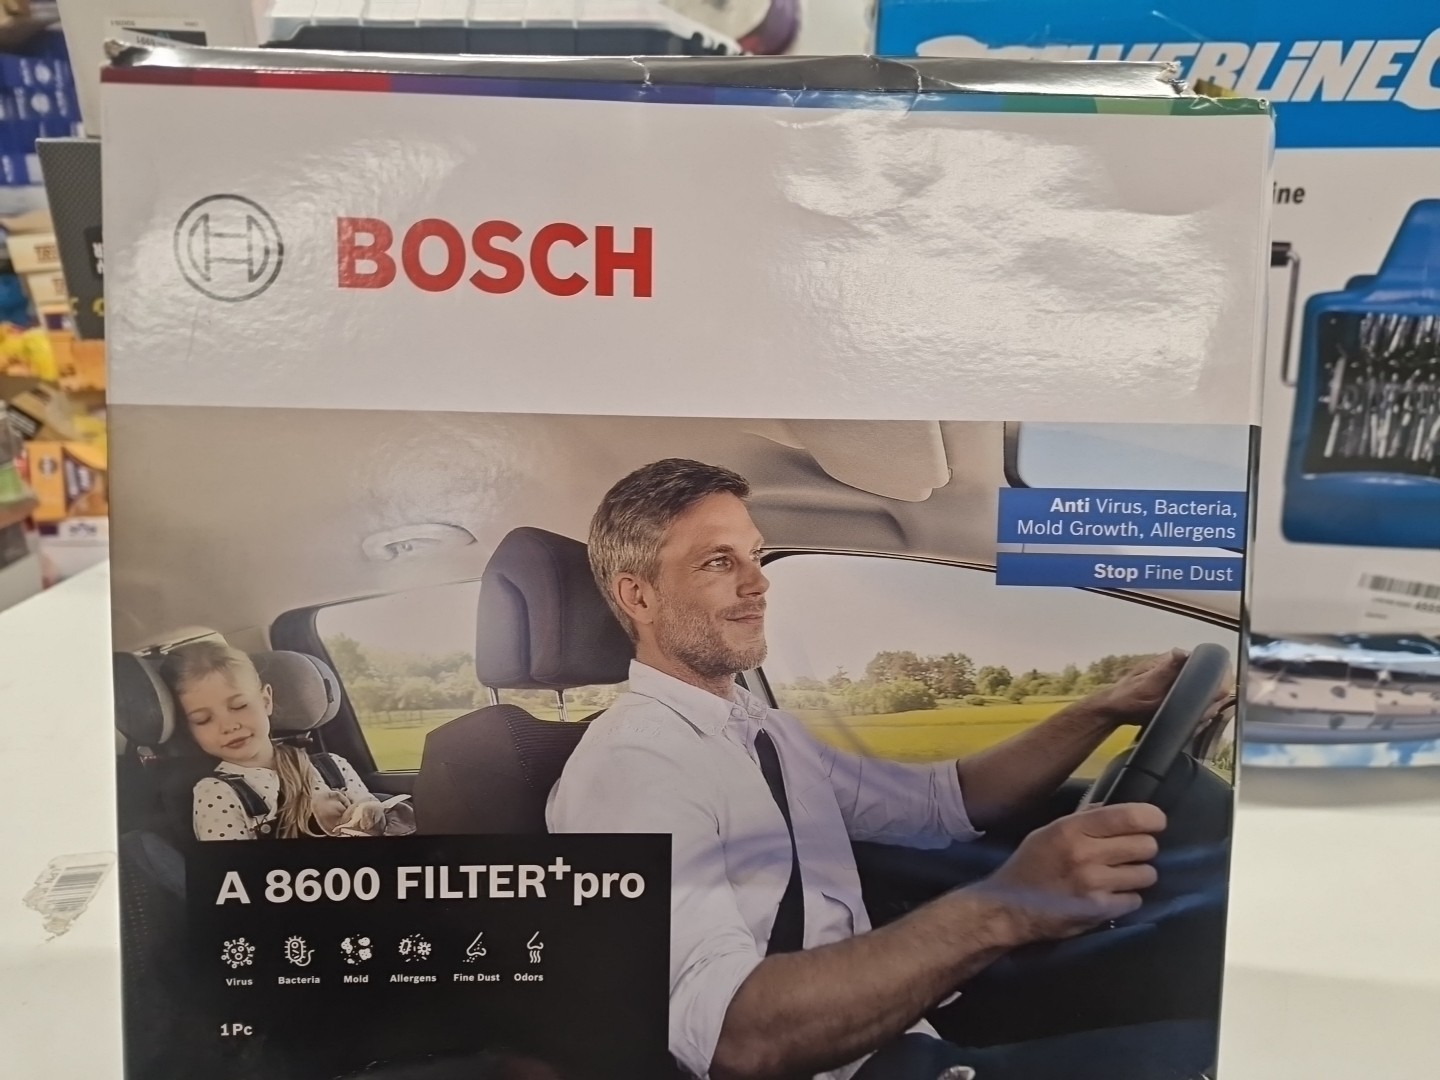 BOSCH
Anti Virus, Bacteria,
Mold Growth, Allergens
Stop Fine Dust
A 8600 FILTER+pro
Virus
Bacteria
Mold
Allergens
Fine Dust
Odors
1 Pc